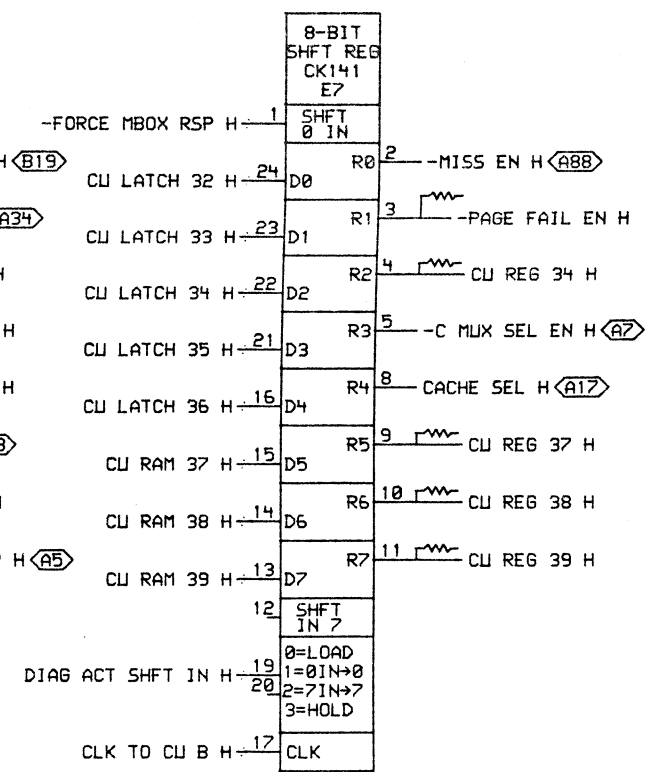 8-BIT
SHFT REG
CK141
E7
-FORCE MBOX RSP H 1 SHFT
0 IN
H B19
CU LATCH 32 H 24 D0 R0 2 -MISS EN H A88
A34
CU LATCH 33 H 23 D1 R1 3 -PAGE FAIL EN H
H
CU LATCH 34 H 22 D2 R2 4 CU REG 34 H
H
CU LATCH 35 H 21 D3 R3 5 -C MUX SEL EN H A7
H
CU LATCH 36 H 16 D4 R4 8 CACHE SEL H A17
CU RAM 37 H 15 D5 R5 9 CU REG 37 H
CU RAM 38 H 14 D6 R6 10 CU REG 38 H
H A5
CU RAM 39 H 13 D7 R7 11 CU REG 39 H
12 SHFT
IN 7
0=LOAD
DIAG ACT SHFT IN H 19 1=0IN→0
20 2=7IN→7
3=HOLD
CLK TO CU B H 17 CLK